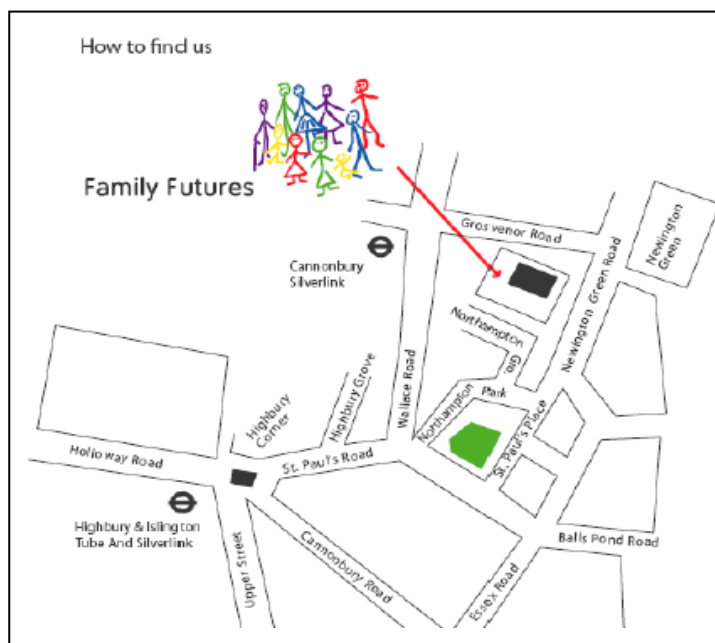 How to find us
Family Futures
Grosvenor Road
Newington
Green
Cannonbury
Silverlink
Newington Green Road
Northampton
Gro.
Wallace Road
Highbury Grove
Highbury
Corner
Northampton
Park
St. Paul's Place
Holloway Road
St. Paul's Road
Highbury & Islington
Tube And Silverlink
Upper Street
Cannonbury Road
Essex Road
Balls Pond Road